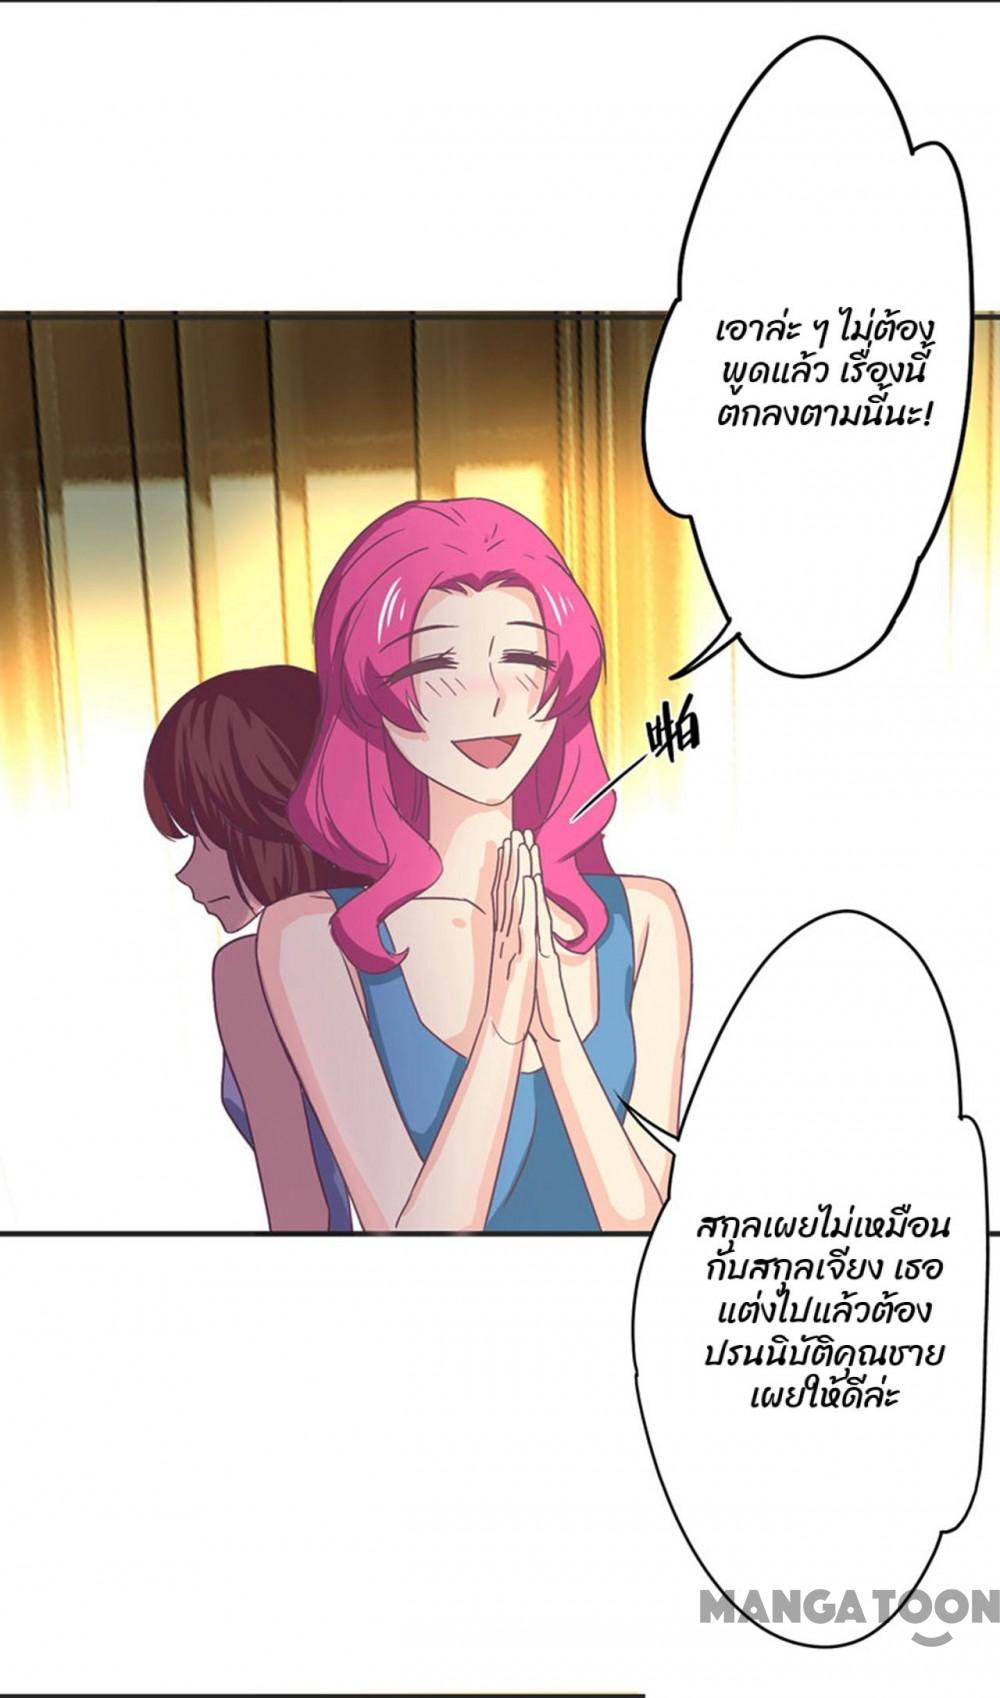 เอาล่ะ ๆ ไม่ต้อง
พูดแล้ว เรื่องนี้
ตกลงตามนี้นะ!
啪
สกุลเผยไม่เหมือน
กับสกุลเจียง เธอ
แต่งไปแล้วต้อง
ปรนนิบัติคุณชาย
เผยให้ดีล่ะ
MANGATOON